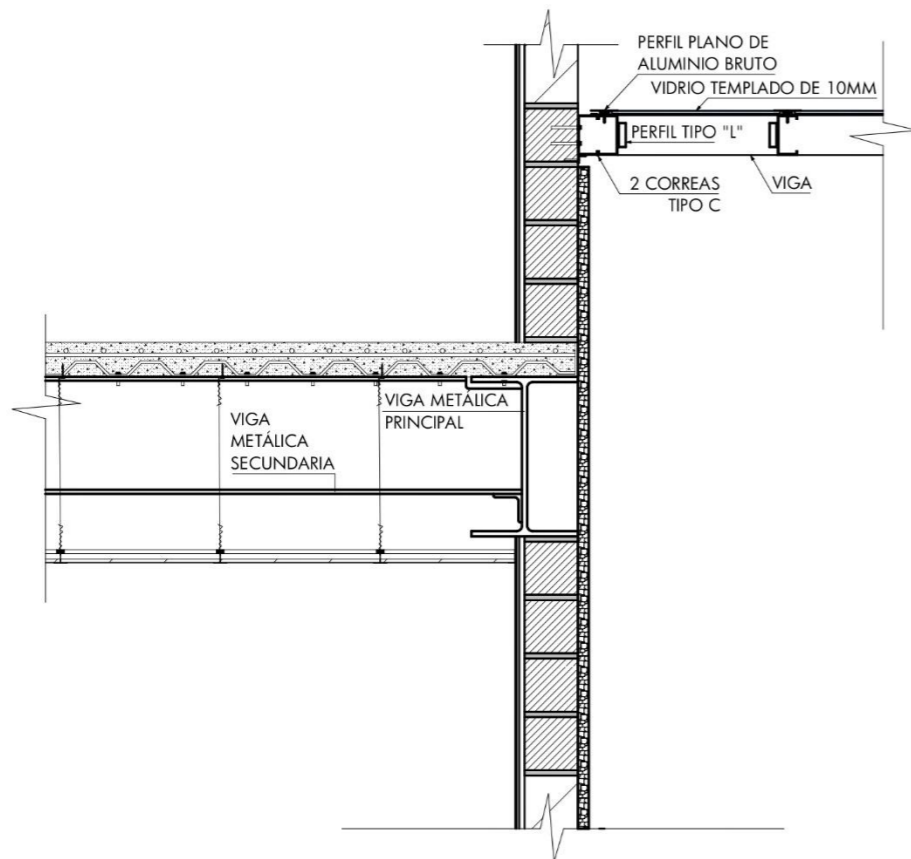 PERFIL PLANO DE
ALUMINIO BRUTO
VIDRIO TEMPLADO DE 10MM
PERFIL TIPO "L"
2 CORREAS
TIPO C
VIGA
VIGA METÁLICA
PRINCIPAL
VIGA
METÁLICA
SECUNDARIA